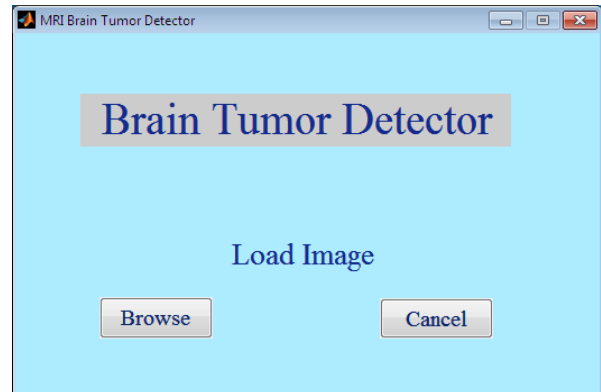 MRI Brain Tumor Detector
Brain Tumor Detector
Load Image
Browse
Cancel